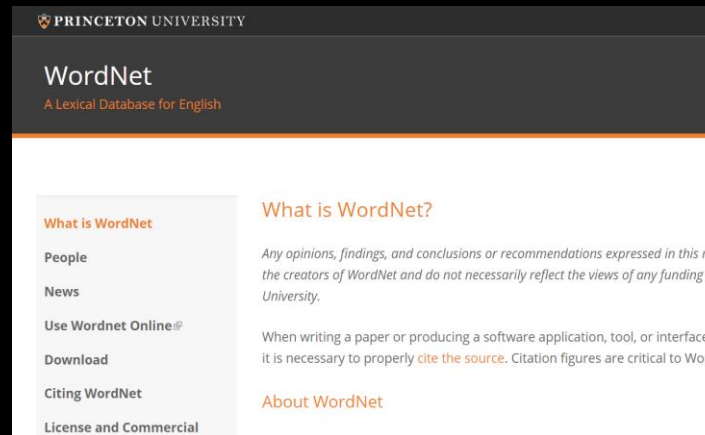 PRINCETON UNIVERSITY
WordNet
A Lexical Database for English
What is WordNet
People
News
Use Wordnet Online
Download
Citing WordNet
License and Commercial
What is WordNet?
Any opinions, findings, and conclusions or recommendations expressed in this
the creators of WordNet and do not necessarily reflect the views of any funding
University.
When writing a paper or producing a software application, tool, or interface
it is necessary to properly cite the source. Citation figures are critical to
About WordNet